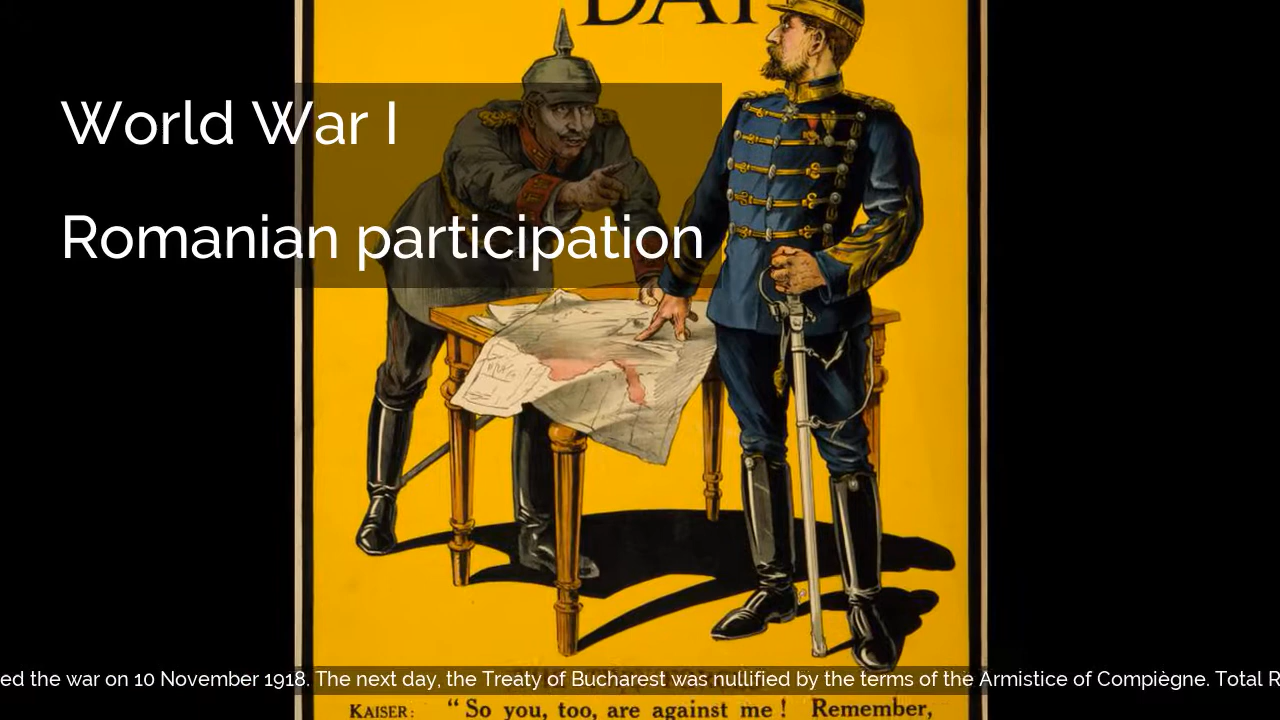 DAY
World War I
Romanian participation
ed the war on 10 November 1918. The next day, the Treaty of Bucharest was nullified by the terms of the Armistice of Compiègne. Total R
KAISER: “So you, too, are against me! Remember,